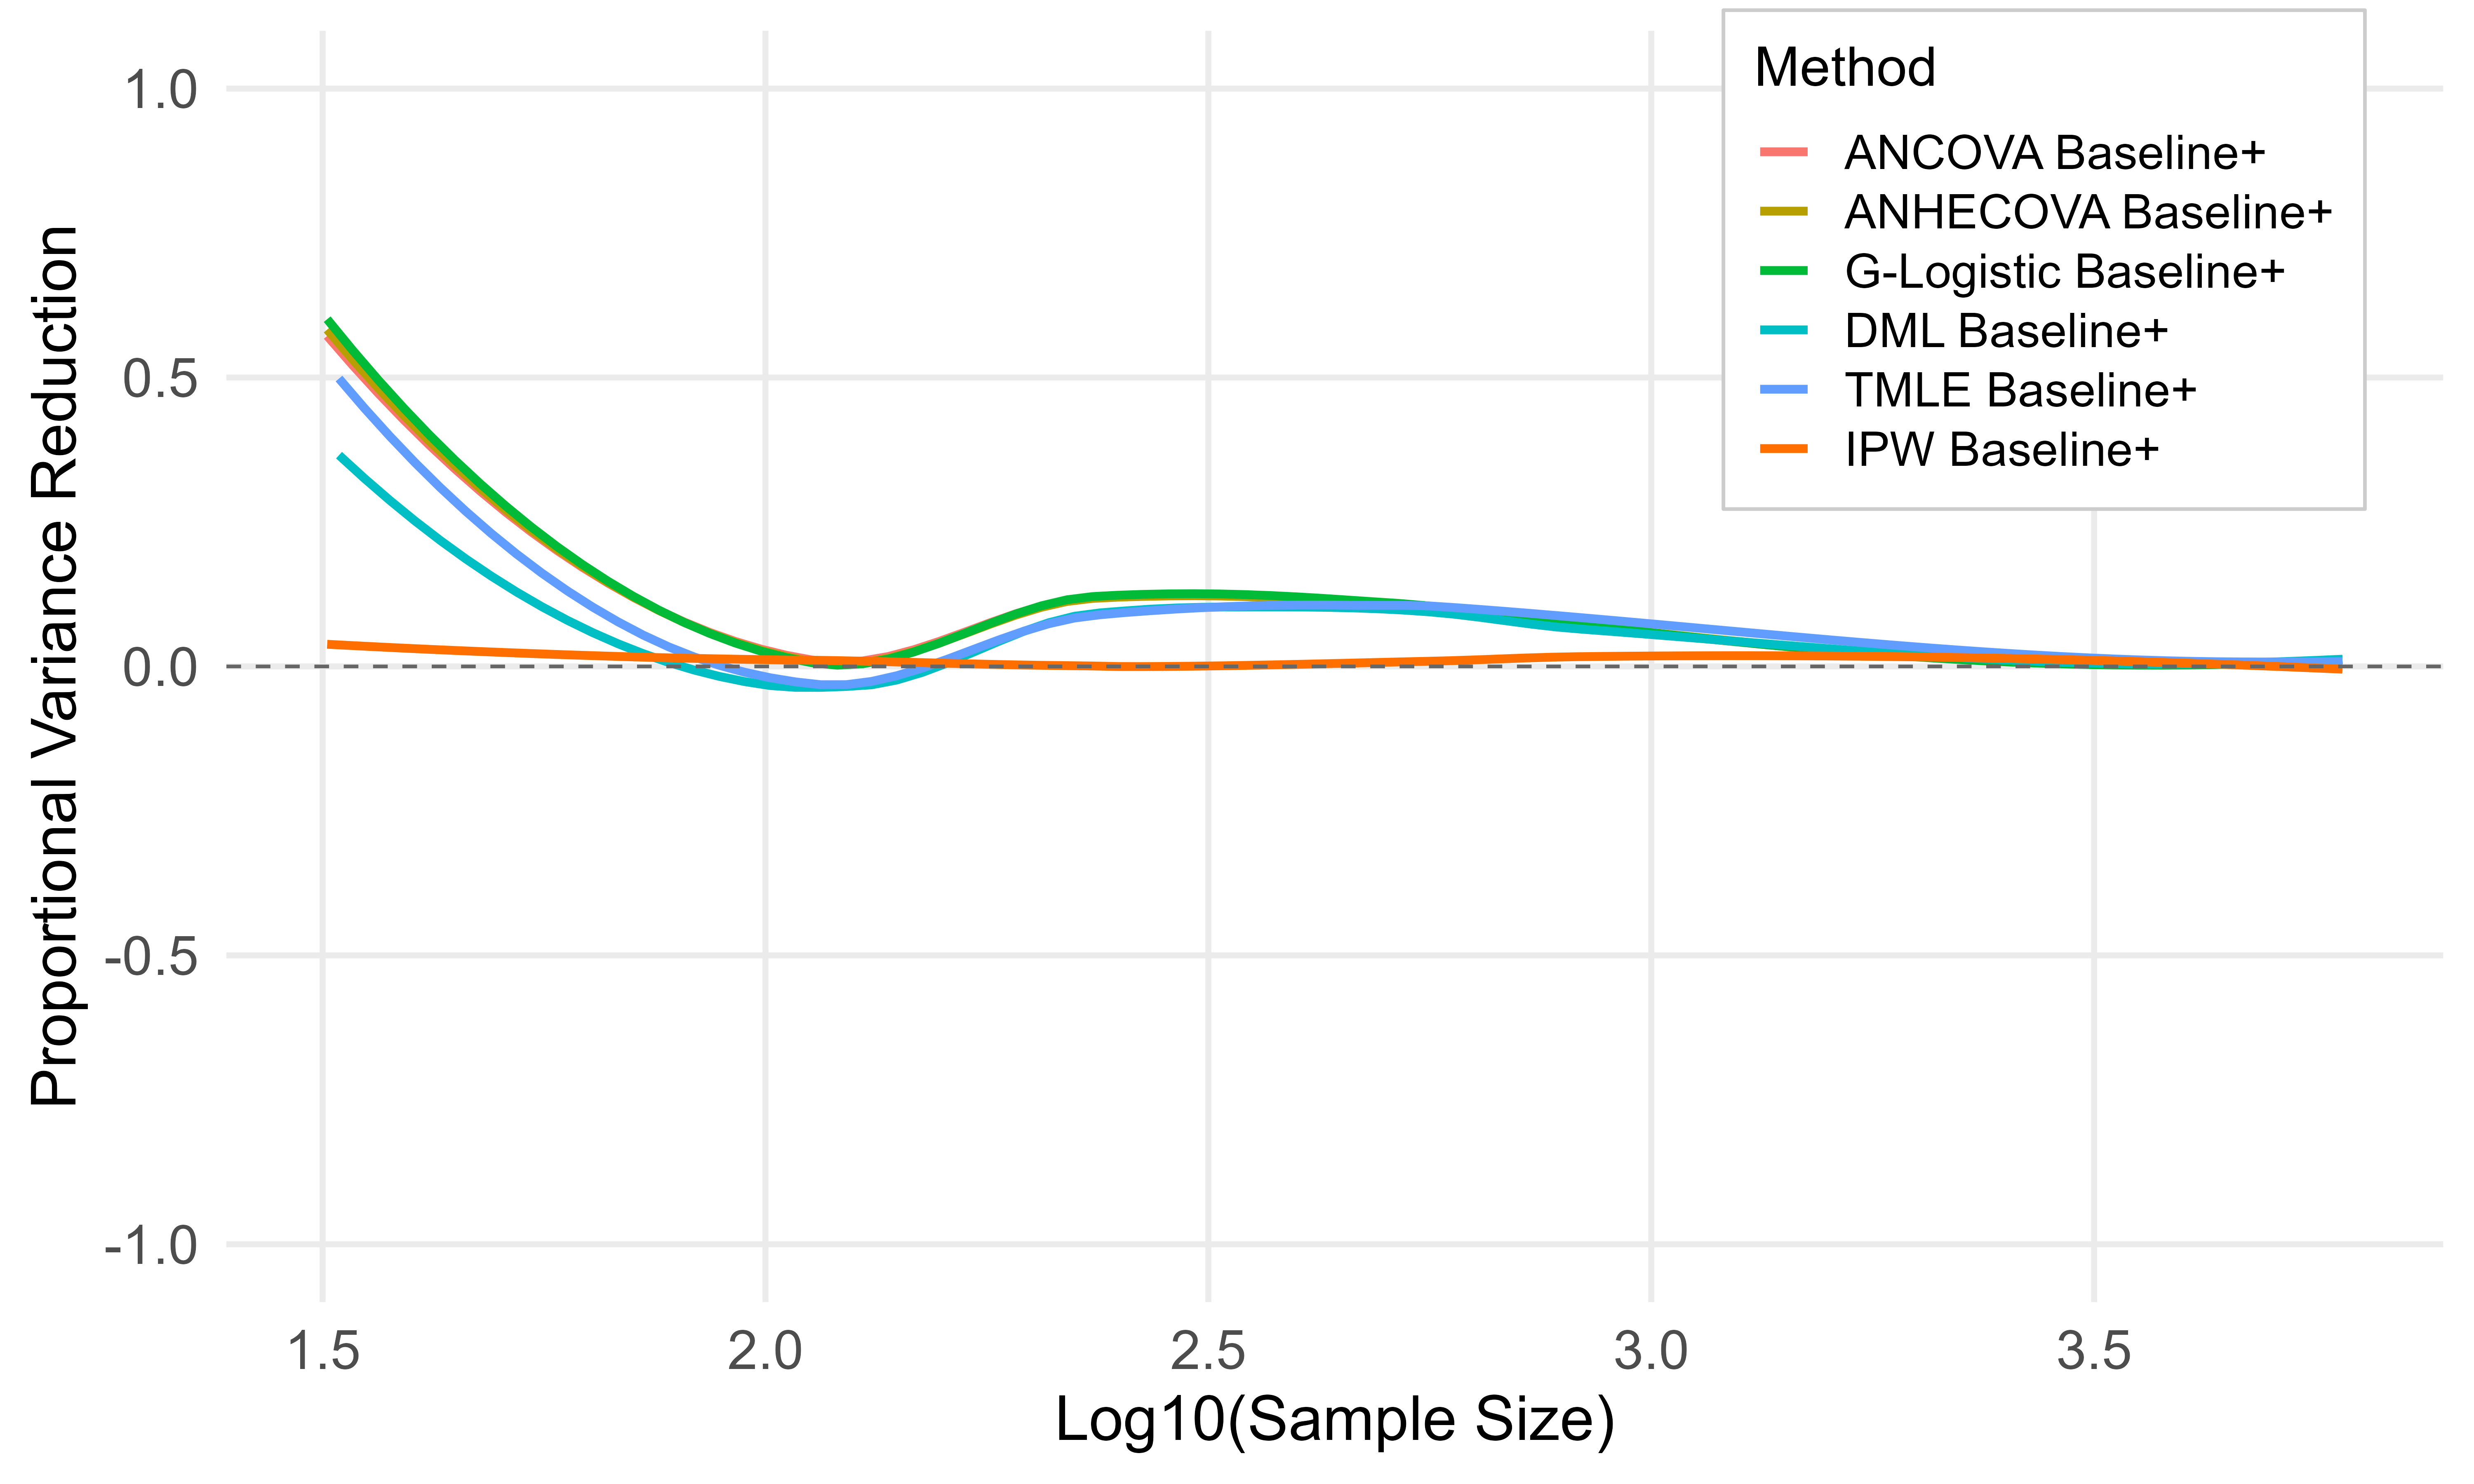 Method
ANCOVA Baseline+
ANHECOVA Baseline+
G-Logistic Baseline+
DML Baseline+
TMLE Baseline+
IPW Baseline+
Proportional Variance Reduction
1.0
0.5
0.0
-0.5
-1.0
1.5 2.0 2.5 3.0 3.5
Log10(Sample Size)